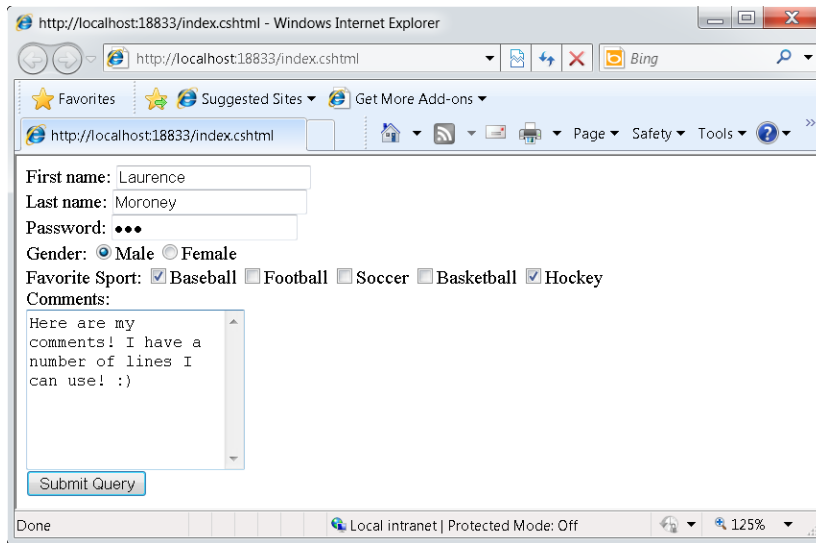 http://localhost:18833/index.cshtml - Windows Internet Explorer
http://localhost:18833/index.cshtml Bing
Favorites Suggested Sites Get More Add-ons
http://localhost:18833/index.cshtml Page Safety Tools
First name: Laurence
Last name: Moroney
Password: •••
Gender: Male Female
Favorite Sport: Baseball Football Soccer Basketball Hockey
Comments:
Here are my
comments! I have a
number of lines I
can use! :)
Submit Query
Done Local intranet | Protected Mode: Off 125%